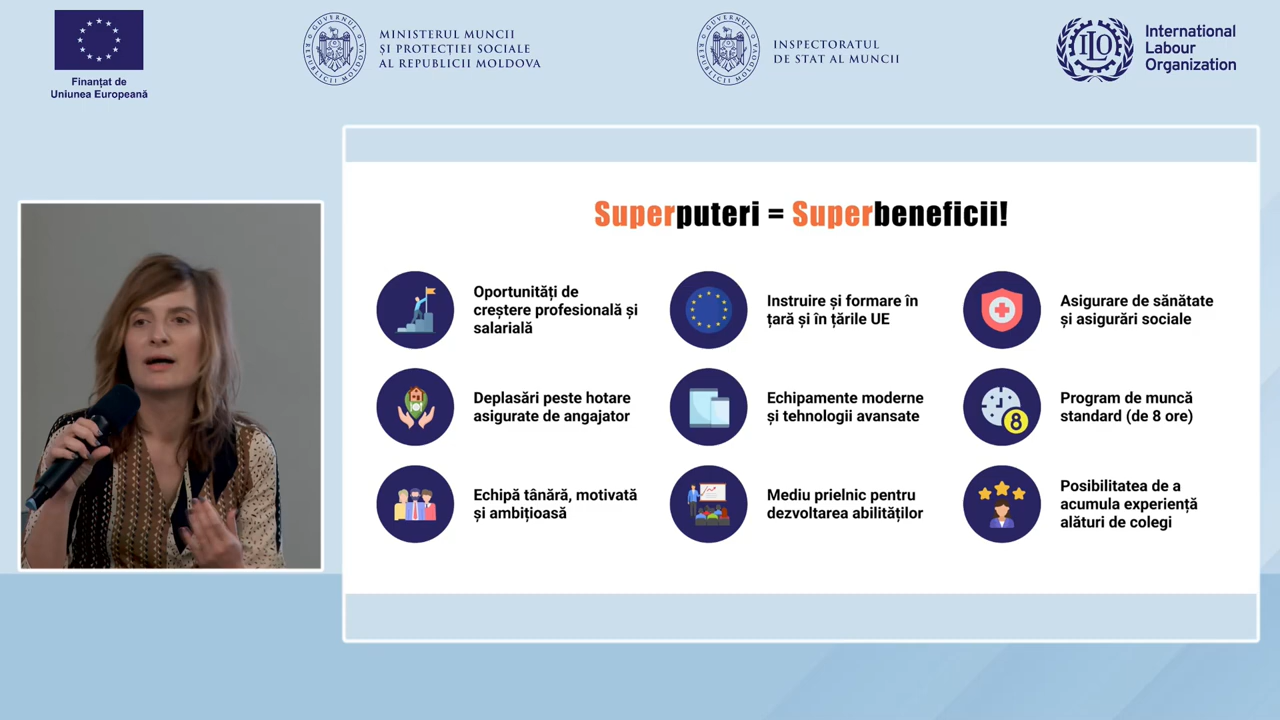 Finanțat de
Uniunea Europeană
MINISTERUL MUNCII
ȘI PROTECȚIEI SOCIALE
AL REPUBLICII MOLDOVA
INSPECTORATUL
DE STAT AL MUNCII
International
Labour
Organization
Superputeri = Superbeneficii!
Oportunități de
creștere profesională și
salarială
Instruire și formare în
țară și în țările UE
Asigurare de sănătate
și asigurări sociale
Deplasări peste hotare
asigurate de angajator
Echipamente moderne
și tehnologii avansate
8
Program de muncă
standard (de 8 ore)
Echipă tânără, motivată
și ambițioasă
Mediu prielnic pentru
dezvoltarea abilităților
Posibilitatea de a
acumula experiență
alături de colegi